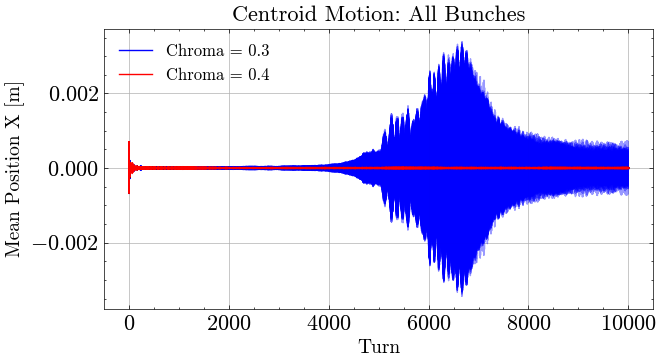 Centroid Motion: All Bunches
Chroma = 0.3
Chroma = 0.4
Mean Position X [m]
0.002
0.000
−0.002
0 2000 4000 6000 8000 10000
Turn